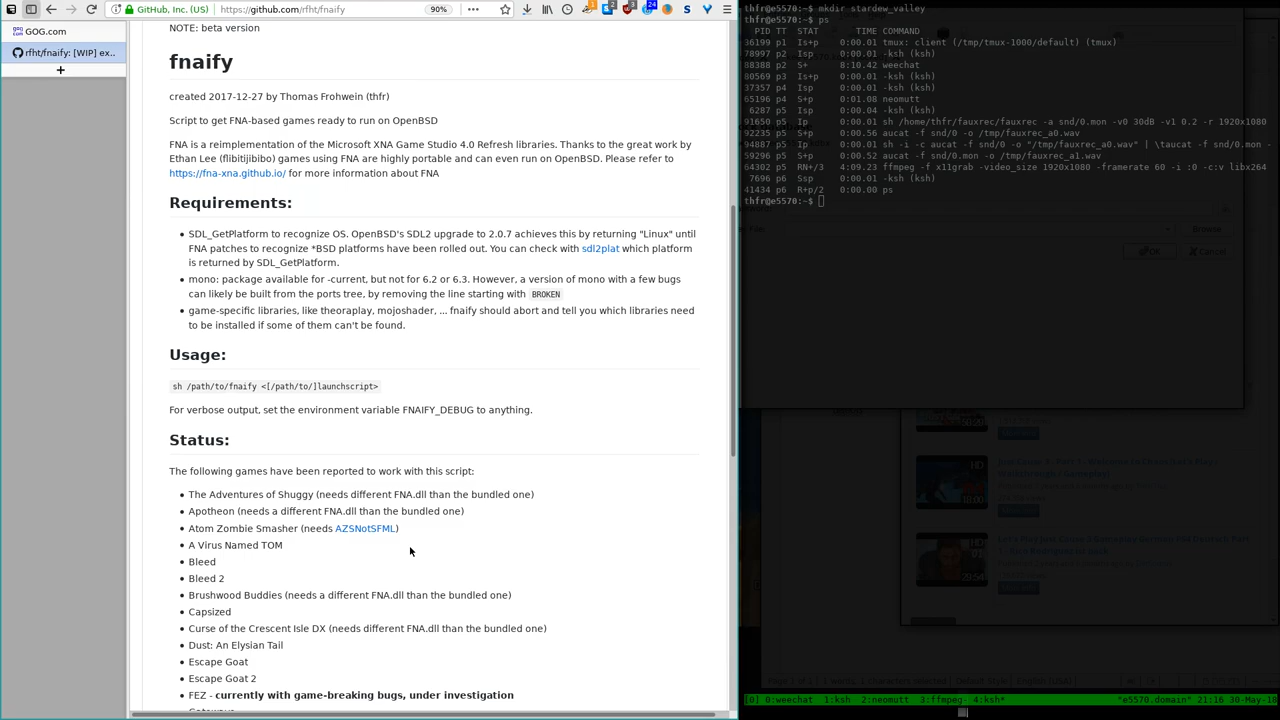 GitHub, Inc. (US)
https://github.com/rfht/fnaify
90%
GOG.com
rfht/fnaify: [WIP] ex..
NOTE: beta version
fnaify
created 2017-12-27 by Thomas Frohwein (thfr)
Script to get FNA-based games ready to run on OpenBSD
FNA is a reimplementation of the Microsoft XNA Game Studio 4.0 Refresh libraries. Thanks to the great work by
Ethan Lee (flibitijibibo) games using FNA are highly portable and can even run on OpenBSD. Please refer to
https://fna-xna.github.io/ for more information about FNA
Requirements:
SDL_GetPlatform to recognize OS. OpenBSD's SDL2 upgrade to 2.0.7 achieves this by returning "Linux" until
FNA patches to recognize *BSD platforms have been rolled out. You can check with sdl2plat which platform
is returned by SDL_GetPlatform.
mono: package available for -current, but not for 6.2 or 6.3. However, a version of mono with a few bugs
can likely be built from the ports tree, by removing the line starting with BROKEN
game-specific libraries, like theoraplay, mojoshader, ... fnaify should abort and tell you which libraries need
to be installed if some of them can't be found.
Usage:
sh /path/to/fnaify <[/path/to/]launchscript>
For verbose output, set the environment variable FNAIFY_DEBUG to anything.
Status:
The following games have been reported to work with this script:
The Adventures of Shuggy (needs different FNA.dll than the bundled one)
Apotheon (needs a different FNA.dll than the bundled one)
Atom Zombie Smasher (needs AZSNotSFML)
A Virus Named TOM
Bleed
Bleed 2
Brushwood Buddies (needs a different FNA.dll than the bundled one)
Capsized
Curse of the Crescent Isle DX (needs different FNA.dll than the bundled one)
Dust: An Elysian Tail
Escape Goat
Escape Goat 2
FEZ - currently with game-breaking bugs, under investigation
thfr@e5570:~$ mkdir stardew_valley
thfr@e5570:~$ ps
PID TT STAT TIME COMMAND
36199 p1 Is+p 0:00.01 tmux: client (/tmp/tmux-1000/default) (tmux)
78997 p2 Isp 0:00.01 -ksh (ksh)
88388 p2 S+ 8:10.42 weechat
80569 p3 Is+p 0:00.01 -ksh (ksh)
37357 p4 Isp 0:00.01 -ksh (ksh)
65196 p4 S+p 0:01.08 neomutt
6287 p5 Isp 0:00.04 -ksh (ksh)
91650 p5 Ip 0:00.01 sh /home/thfr/fauxrec/fauxrec -a snd/0.mon -v0 30dB -v1 0.2 -r 1920x1080
92235 p5 S+p 0:00.56 aucat -f snd/0 -o /tmp/fauxrec_a0.wav
94887 p5 Ip 0:00.01 sh -i -c aucat -f snd/0 -o "/tmp/fauxrec_a0.wav" | \taucat -f snd/0.mon -
59296 p5 S+p 0:00.52 aucat -f snd/0.mon -o /tmp/fauxrec_a1.wav
64302 p5 RN+/3 4:09.23 ffmpeg -f x11grab -video_size 1920x1080 -framerate 60 -i :0 -c:v libx264
7696 p6 Ssp 0:00.01 -ksh (ksh)
41434 p6 R+p/2 0:00.00 ps
thfr@e5570:~$
File:
Browse
OK
Cancel
[0] 0:weechat 1:ksh 2:neomutt 3:ffmpeg- 4:ksh*
"e5570.domain" 21:16 30-May-18